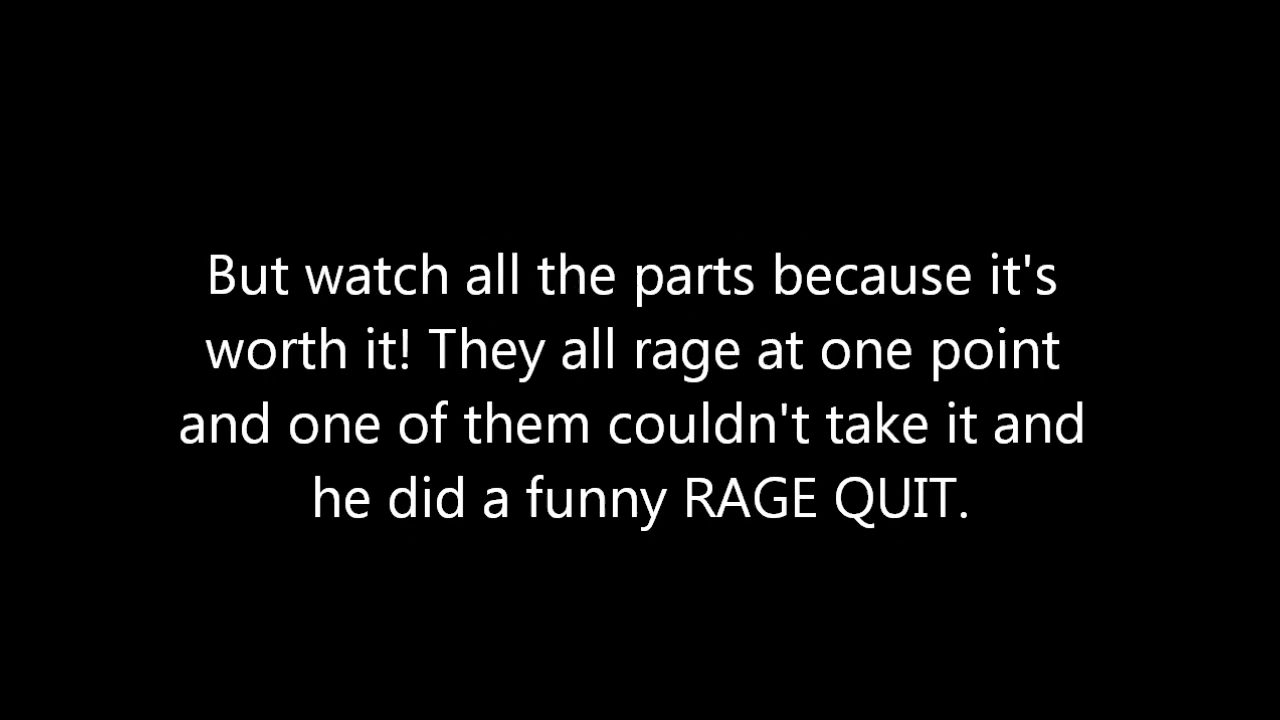 But watch all the parts because it's
worth it! They all rage at one point
and one of them couldn't take it and
he did a funny RAGE QUIT.